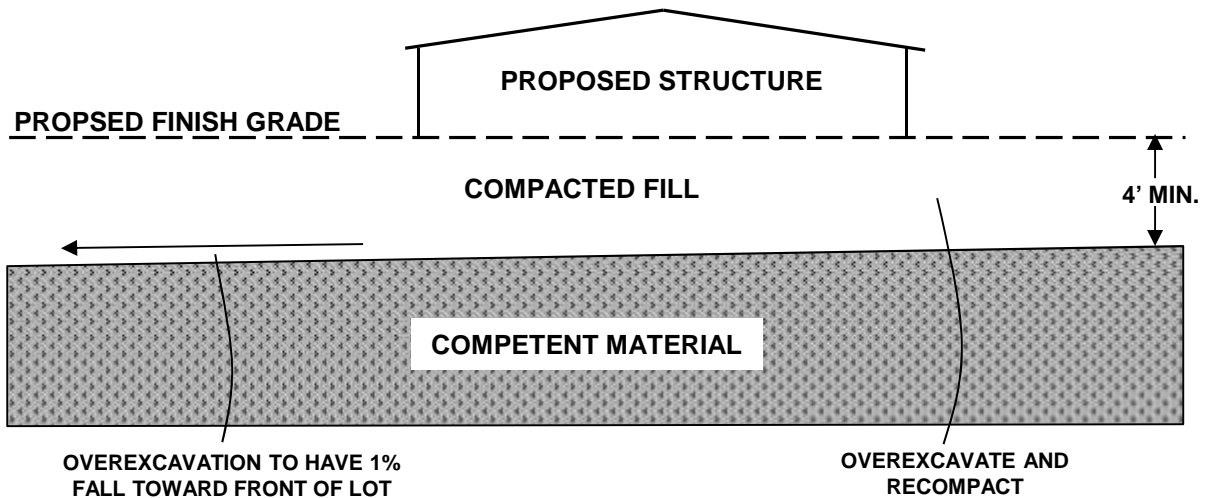 PROPOSED STRUCTURE
PROPSED FINISH GRADE
COMPACTED FILL
4’ MIN.
COMPETENT MATERIAL
OVEREXCAVATION TO HAVE 1%
FALL TOWARD FRONT OF LOT
OVEREXCAVATE AND
RECOMPACT